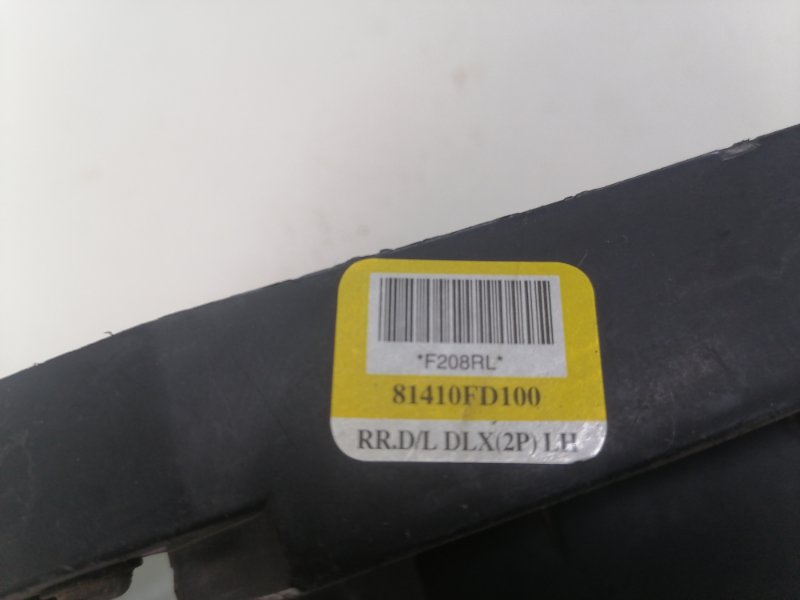 *F208RL*
81410FD100
RR.D/L DLX(2P) LH